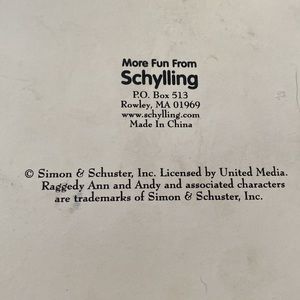 More Fun From
Schylling
P.O. Box 513
Rowley, MA 01969
www.schylling.com
Made In China
© Simon & Schuster, Inc. Licensed by United Media.
Raggedy Ann and Andy and associated characters
are trademarks of Simon & Schuster, Inc.